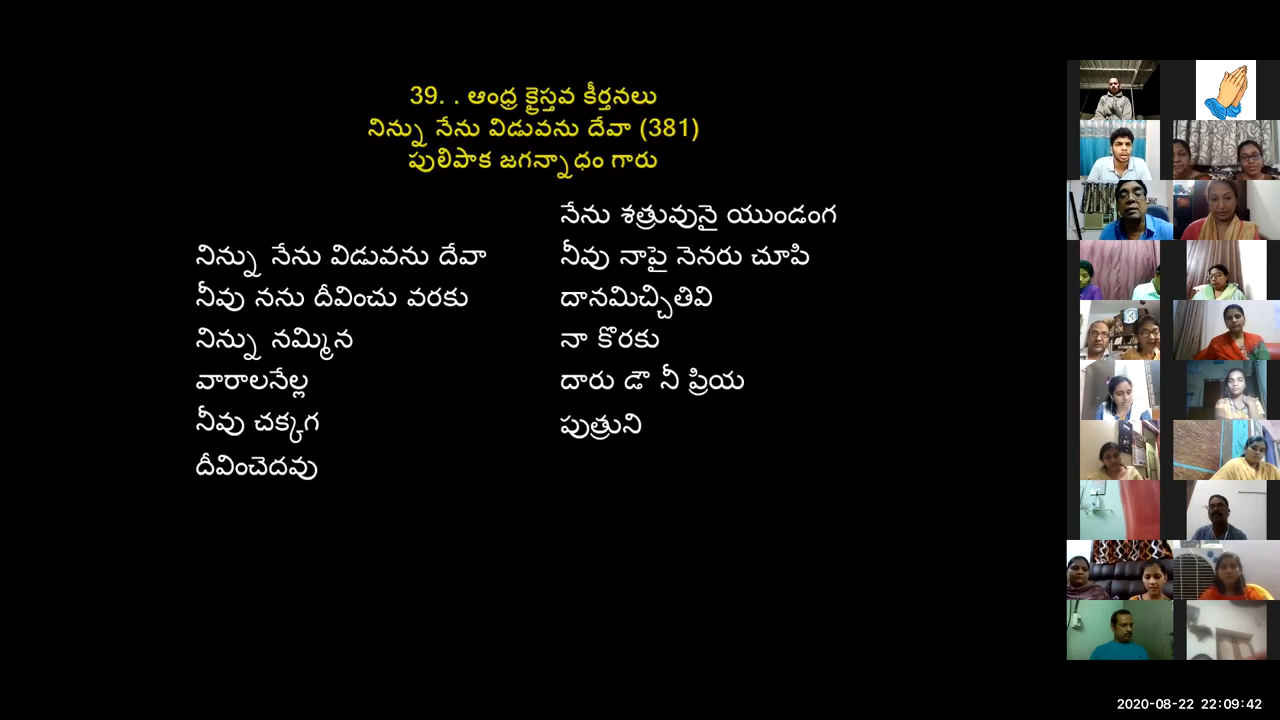 39. . ఆంధ్ర క్రైస్తవ కీర్తనలు
నిన్ను నేను విడువను దేవా (381)
పులిపాక జగన్నాధం గారు
నిన్ను నేను విడువను దేవా
నీవు నను దీవించు వరకు
నిన్ను నమ్మిన
వారాలనేల్ల
నీవు చక్కగ
దీవించెదవు
నేను శత్రువునై యుండంగ
నీవు నాపై నెనరు చూపి
దానమిచ్చితివి
నా కొరకు
దారు డౌ నీ ప్రియ
పుత్రుని
2020-08-22 22:09:42